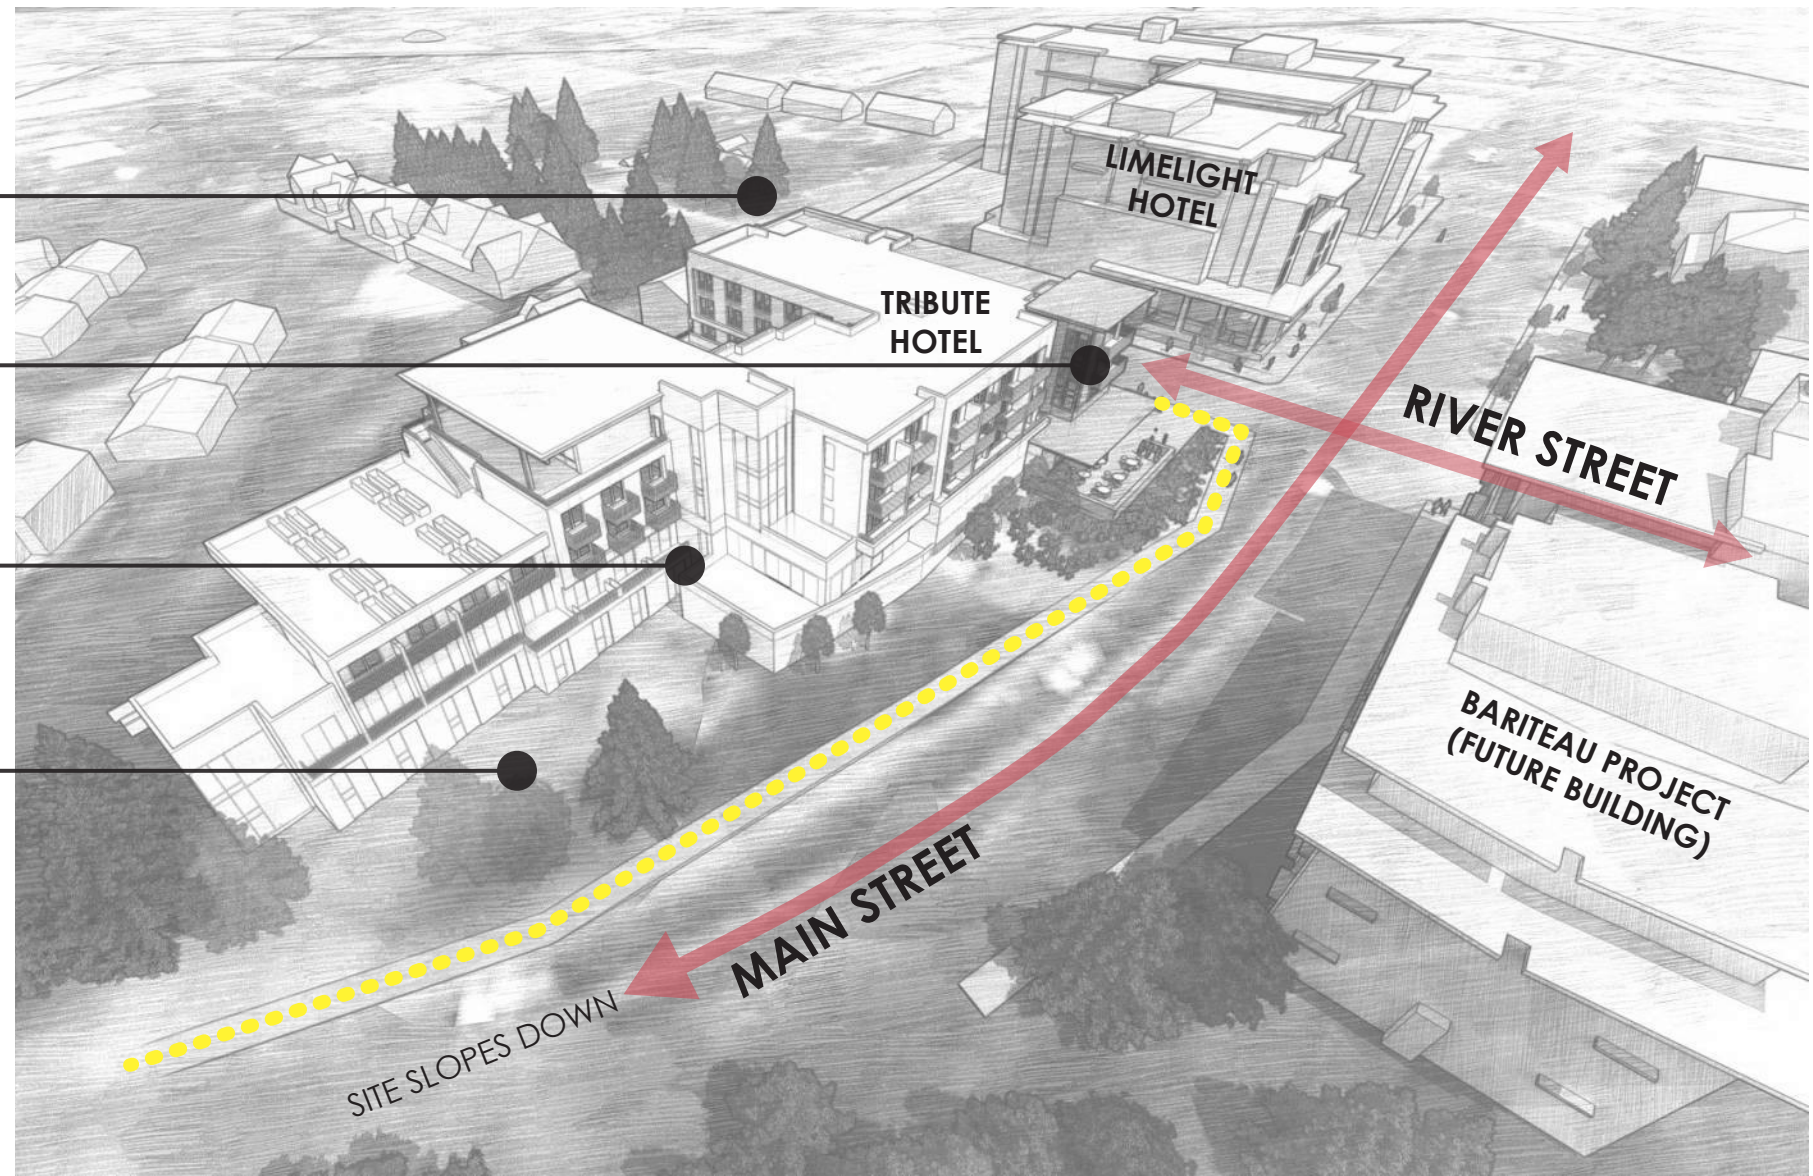 LIMELIGHT
HOTEL
TRIBUTE
HOTEL
RIVER STREET
BARITEAU PROJECT
(FUTURE BUILDING)
MAIN STREET
SITE SLOPES DOWN